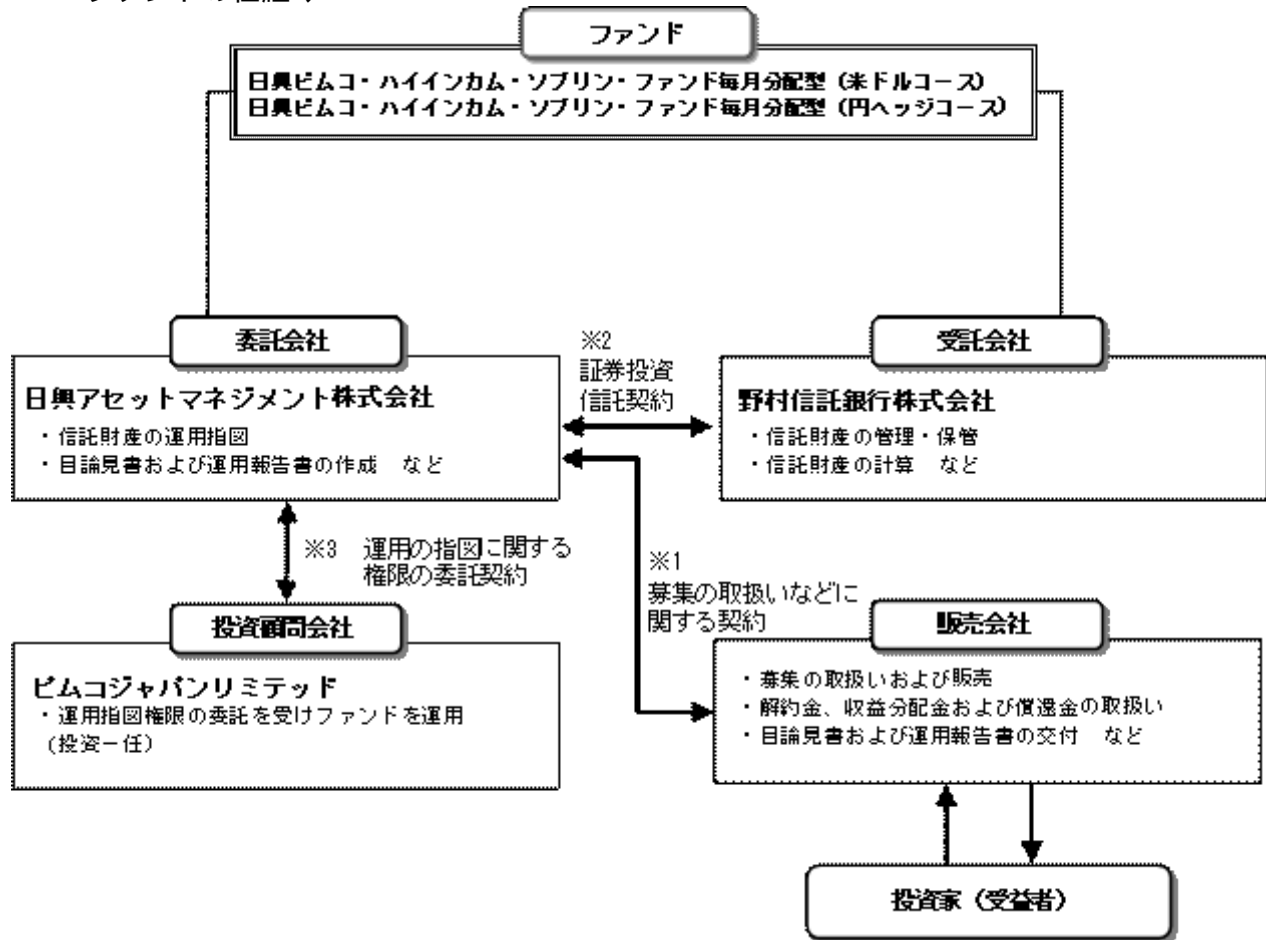 ファンド
日興ピムコ・ハイインカム・ソブリン・ファンド毎月分配型（米ドルコース）
日興ピムコ・ハイインカム・ソブリン・ファンド毎月分配型（円ヘッジコース）
委託会社
日興アセットマネジメント株式会社
・信託財産の運用指図
・目論見書および運用報告書の作成　など
※2
証券投資
信託契約
受託会社
野村信託銀行株式会社
・信託財産の管理・保管
・信託財産の計算　など
※3　運用の指図に関する
権限の委託契約
※1
募集の取扱いなどに
関する契約
投資顧問会社
ピムコジャパンリミテッド
・運用指図権限の委託を受けファンドを運用
（投資一任）
販売会社
・募集の取扱いおよび販売
・解約金、収益分配金および償還金の取扱い
・目論見書および運用報告書の交付　など
投資家（受益者）